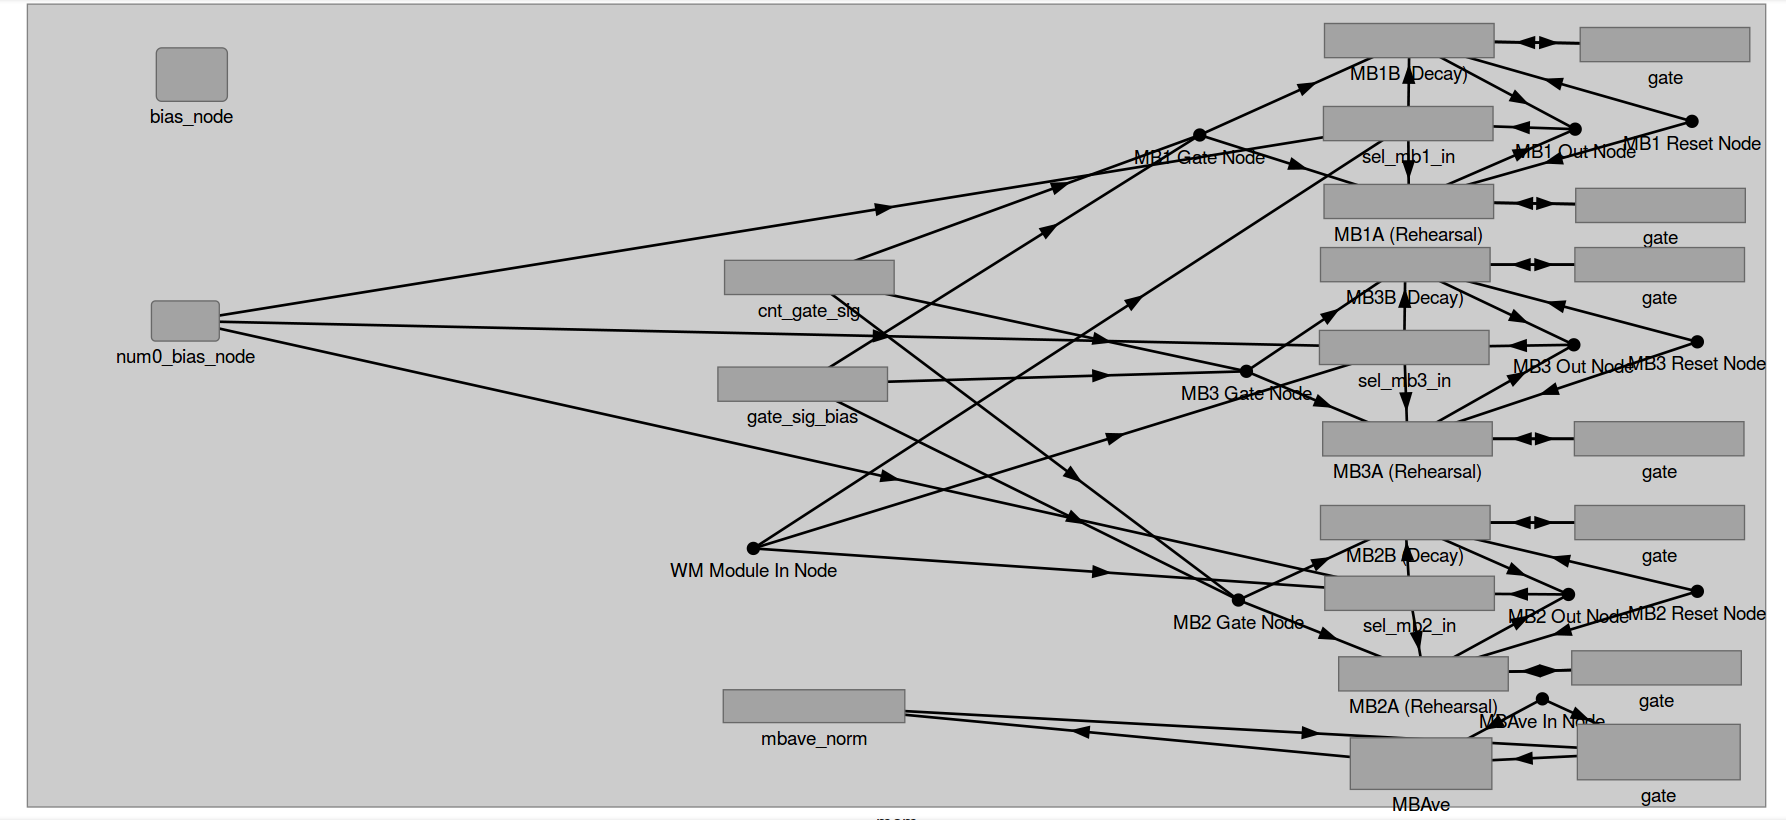 MB1B (Decay)
gate
bias_node
MB1 Gate Node
sel_mb1_in
MB1 Out Node
MB1 Reset Node
MB1A (Rehearsal)
gate
cnt_gate_sig
MB3B (Decay)
gate
num0_bias_node
MB3 Out Node
MB3 Reset Node
sel_mb3_in
MB3 Gate Node
gate_sig_bias
MB3A (Rehearsal)
gate
MB2B (Decay)
gate
WM Module In Node
MB2 Gate Node
sel_mb2_in
MB2 Out Node
MB2 Reset Node
MB2A (Rehearsal)
gate
MBAve In Node
mbave_norm
MBAve
gate